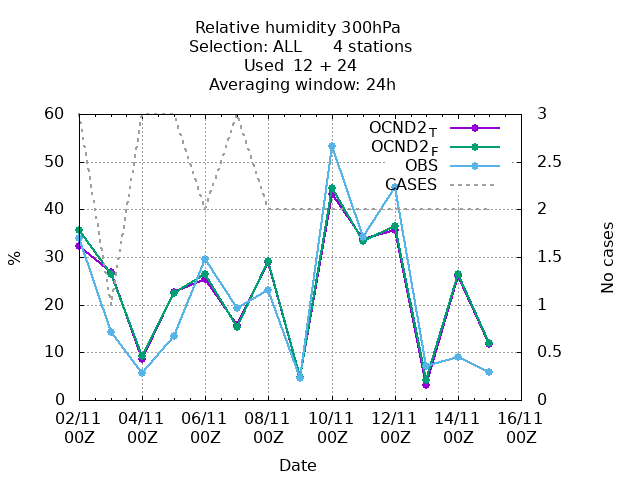 Relative humidity 300hPa
Selection: ALL 4 stations
Used 12 + 24
Averaging window: 24h
60 3
50 2.5
40 2
30 1.5
20 1
10 0.5
0 0
OCND2T
OCND2F
OBS
CASES
%
No cases
02/11 04/11 06/11 08/11 10/11 12/11 14/11 16/11
00Z 00Z 00Z 00Z 00Z 00Z 00Z 00Z
Date